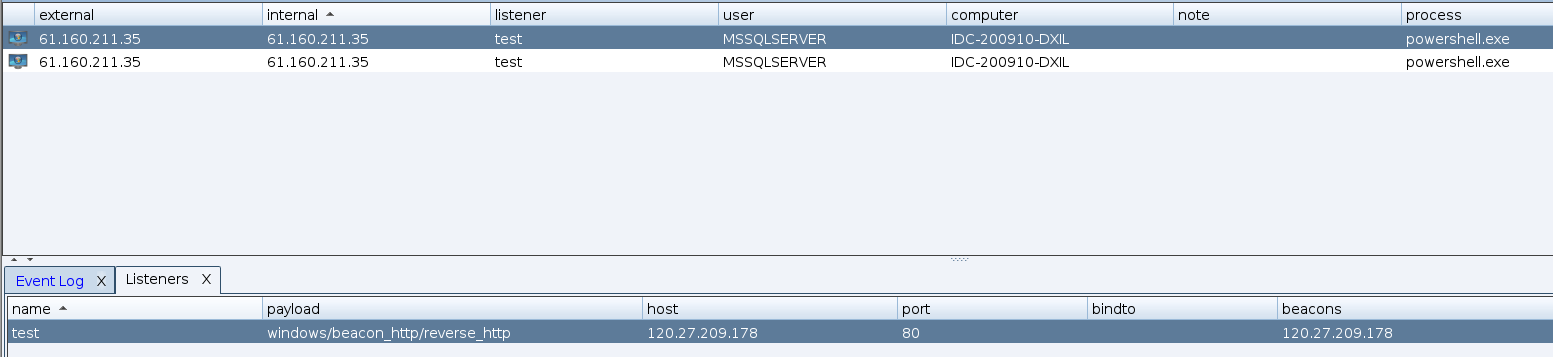 external internal listener user computer note process
61.160.211.35 61.160.211.35 test MSSQLSERVER IDC-200910-DXIL powershell.exe
61.160.211.35 61.160.211.35 test MSSQLSERVER IDC-200910-DXIL powershell.exe
Event Log X Listeners X
name payload host port bindto beacons
test windows/beacon_http/reverse_http 120.27.209.178 80 120.27.209.178